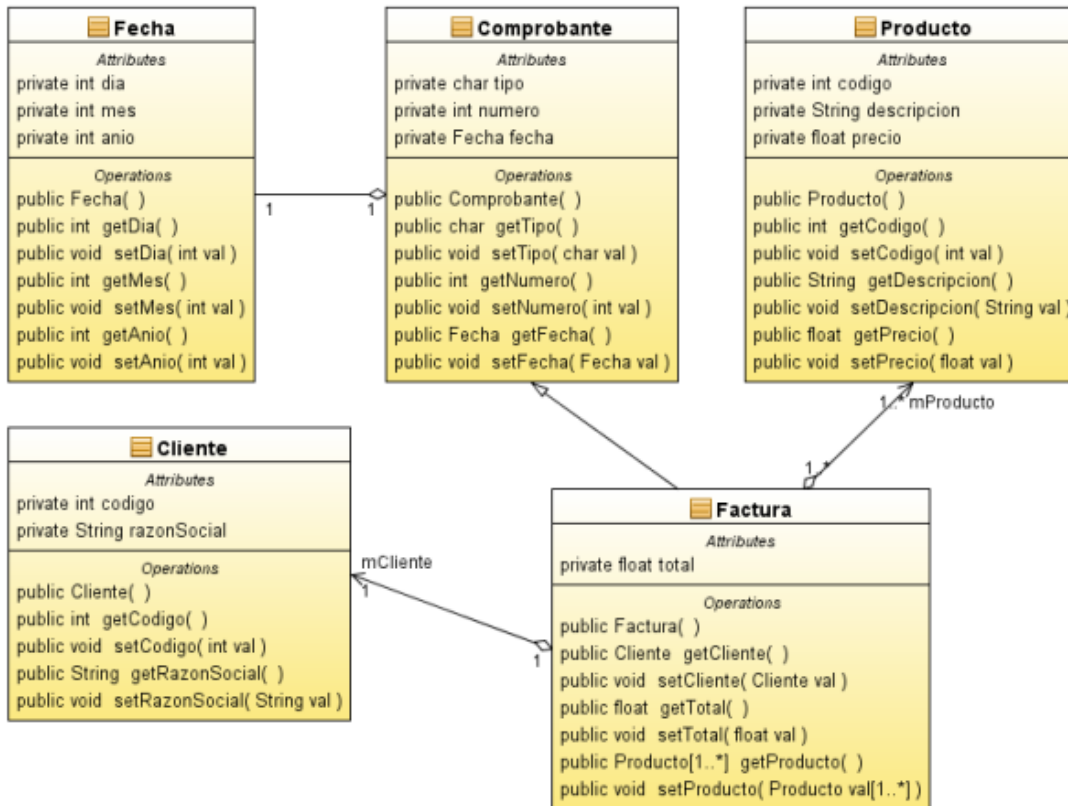 Fecha
Attributes
private int dia
private int mes
private int anio
Operations
public Fecha( )
public int getDia( )
public void setDia( int val )
public int getMes( )
public void setMes( int val )
public int getAnio( )
public void setAnio( int val )
1
1
Comprobante
Attributes
private char tipo
private int numero
private Fecha fecha
Operations
public Comprobante( )
public char getTipo( )
public void setTipo( char val )
public int getNumero( )
public void setNumero( int val )
public Fecha getFecha( )
public void setFecha( Fecha val )
Producto
Attributes
private int codigo
private String descripcion
private float precio
Operations
public Producto( )
public int getCodigo( )
public void setCodigo( int val )
public String getDescripcion( )
public void setDescripcion( String val )
public float getPrecio( )
public void setPrecio( float val )
1..* mProducto
1..*
Cliente
Attributes
private int codigo
private String razonSocial
Operations
public Cliente( )
public int getCodigo( )
public void setCodigo( int val )
public String getRazonSocial( )
public void setRazonSocial( String val )
mCliente
1
1
Factura
Attributes
private float total
Operations
public Factura( )
public Cliente getCliente( )
public void setCliente( Cliente val )
public float getTotal( )
public void setTotal( float val )
public Producto[1..*] getProducto( )
public void setProducto( Producto val[1..*] )